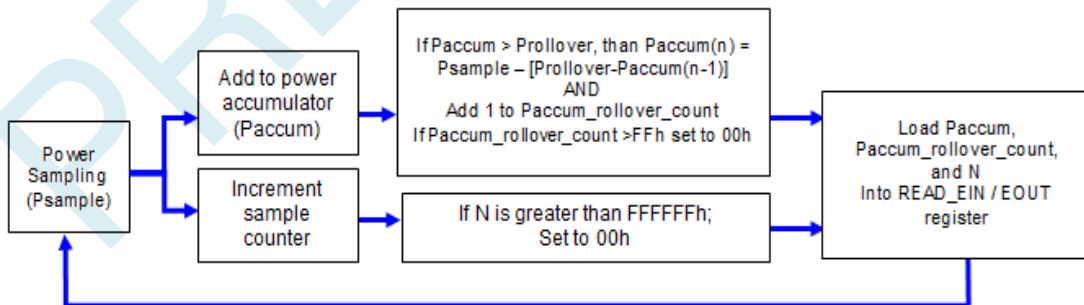 Power
Sampling
(Psample)
Add to power
accumulator
(Paccum)
Increment
sample
counter
If Paccum > Prollover, than Paccum(n) =
Psample – [Prollover-Paccum(n-1)]
AND
Add 1 to Paccum_rollover_count
If Paccum_rollover_count >FFh set to 00h
If N is greater than FFFFFFh;
Set to 00h
Load Paccum,
Paccum_rollover_count,
and N
Into READ_EIN / EOUT
register